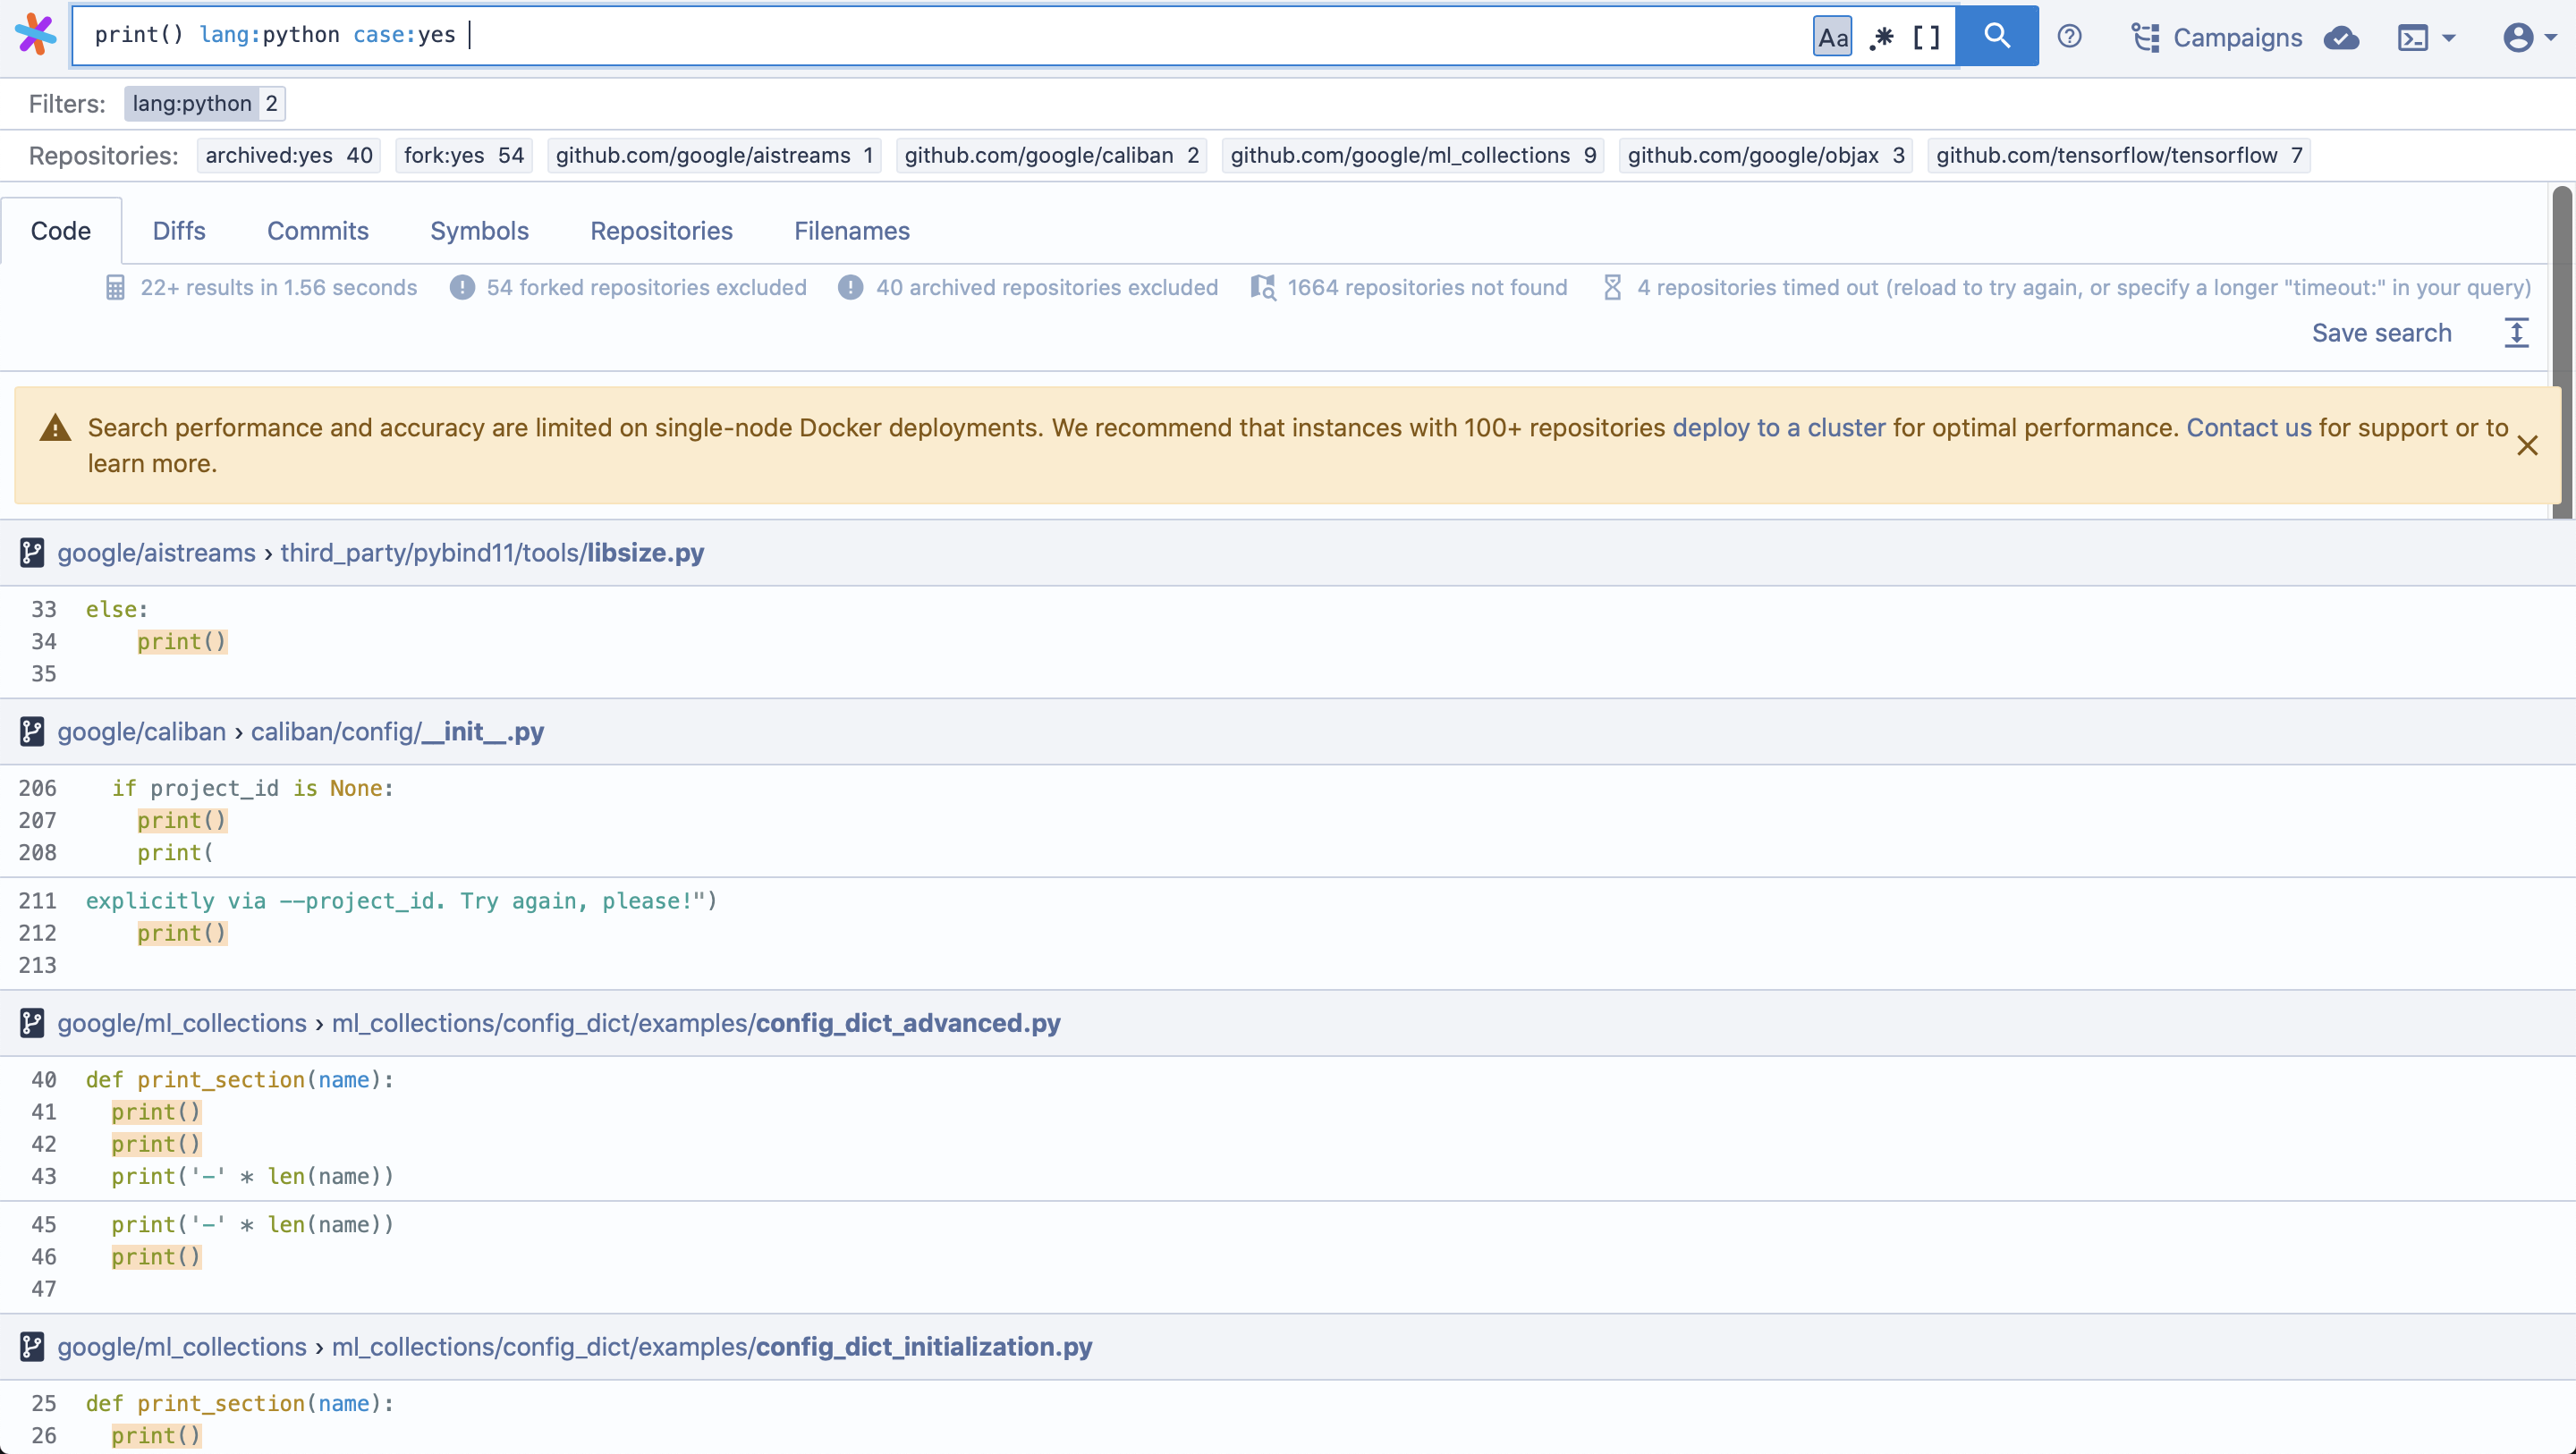 print() lang:python case:yes
Aa .* [] Campaigns
Filters: lang:python 2
Repositories: archived:yes 40 fork:yes 54 github.com/google/aistreams 1 github.com/google/caliban 2 github.com/google/ml_collections 9 github.com/google/objax 3 github.com/tensorflow/tensorflow 7
Code Diffs Commits Symbols Repositories Filenames
22+ results in 1.56 seconds 54 forked repositories excluded 40 archived repositories excluded 1664 repositories not found 4 repositories timed out (reload to try again, or specify a longer "timeout:" in your query)
Save search
Search performance and accuracy are limited on single-node Docker deployments. We recommend that instances with 100+ repositories deploy to a cluster for optimal performance. Contact us for support or to
learn more.
google/aistreams › third_party/pybind11/tools/libsize.py
33 else:
34     print()
35
google/caliban › caliban/config/__init__.py
206   if project_id is None:
207     print()
208     print(
211 explicitly via --project_id. Try again, please!")
212     print()
213
google/ml_collections › ml_collections/config_dict/examples/config_dict_advanced.py
40 def print_section(name):
41   print()
42   print()
43   print('-' * len(name))
45   print('-' * len(name))
46   print()
47
google/ml_collections › ml_collections/config_dict/examples/config_dict_initialization.py
25 def print_section(name):
26   print()